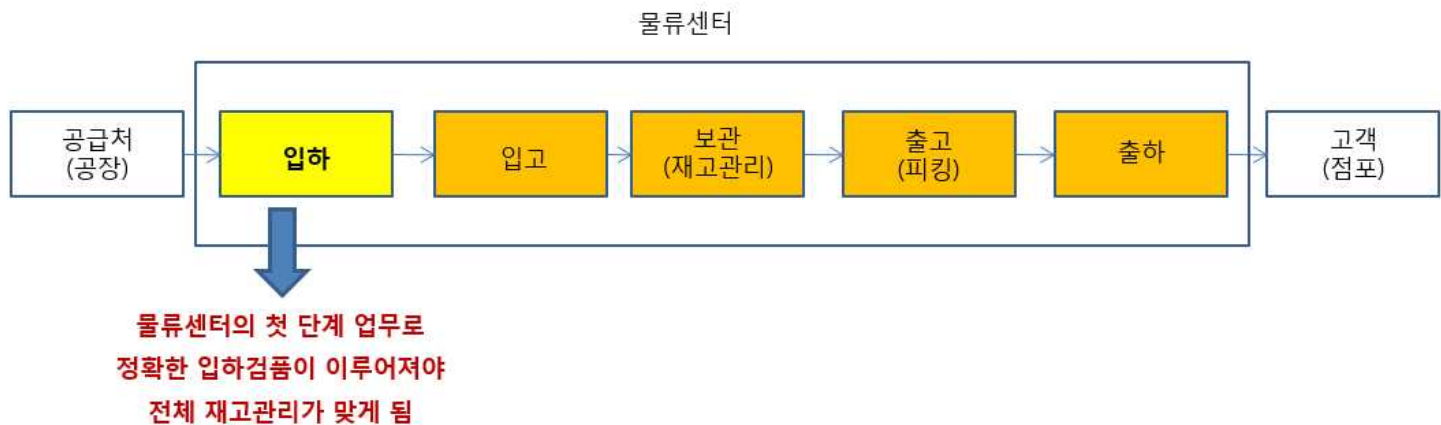 물류센터
공급처
(공장)
입하
입고
보관
(재고관리)
출고
(피킹)
출하
고객
(점포)
물류센터의 첫 단계 업무로
정확한 입하검품이 이루어져야
전체 재고관리가 맞게 됨